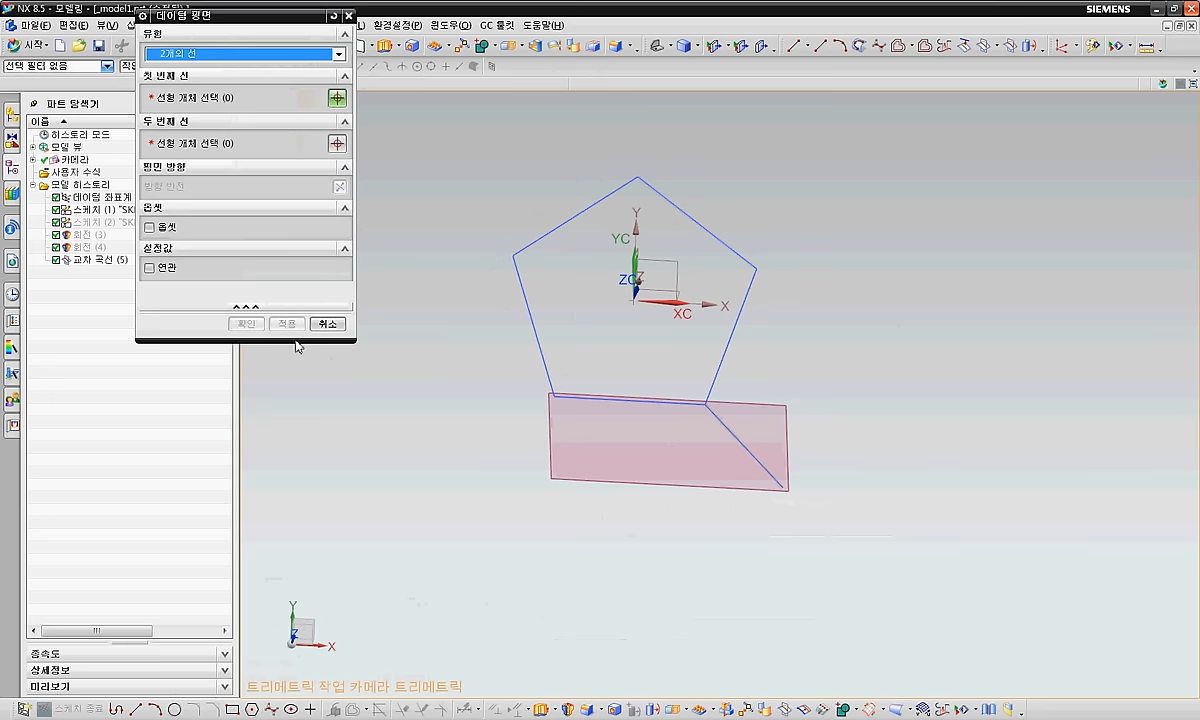 NX 8.5 - 모델링 - [_model1
SIEMENS
파일(F) 편집(E) 뷰(V)
환경설정(P) 윈도우(O) GC 툴킷 도움말(H)
시작
선택 필터 없음
데이텀 평면
유형
2개의 선
첫 번째 선
* 선형 개체 선택 (0)
두 번째 선
* 선형 개체 선택 (0)
평면 방향
방향 반전
옵셋
옵셋
설정값
연관
확인 적용 취소
파트 탐색기
이름
히스토리 모드
모델 뷰
카메라
사용자 수식
모델 히스토리
데이텀 좌표계
스케치 (1) "SK
스케치 (2) "SK
회전 (3)
회전 (4)
교차 곡선 (5)
종속도
상세정보
미리보기
Y
YC
ZC
Z
X
XC
Y
Z
X
트리메트릭 작업 카메라 트리메트릭
스케치 종료